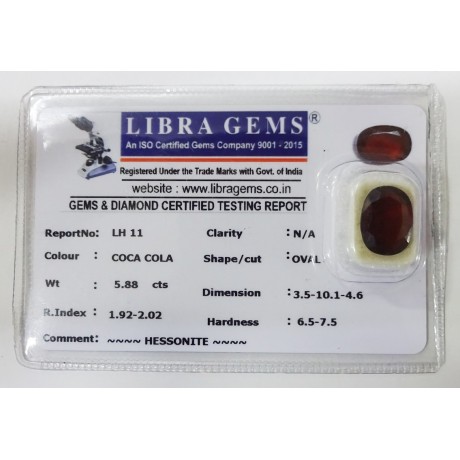 LIBRA GEMS®
An ISO Certified Gems Company 9001 - 2015
Registered Under the Trade Marks with Govt. of India
website : www.libragems.co.in
GEMS & DIAMOND CERTIFIED TESTING REPORT
ReportNo: LH 11 Clarity : N/A
Colour : COCA COLA Shape/cut :OVAL
Wt : 5.88 cts Dimension : 3.5-10.1-4.6
R.Index : 1.92-2.02 Hardness : 6.5-7.5
Comment: ~~~~ HESSONITE ~~~~